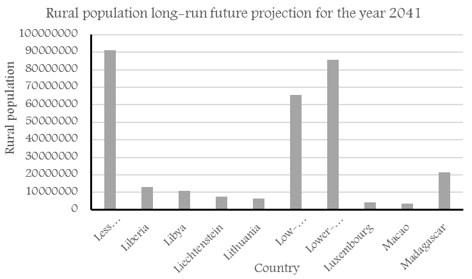 Rural population long-run future projection for the year 2041
100000000
90000000
80000000
70000000
60000000
50000000
40000000
30000000
20000000
10000000
0
Rural population
Less…
Liberia
Libya
Liechtenstein
Lithuania
Low-…
Lower-…
Luxembourg
Macao
Madagascar
Country